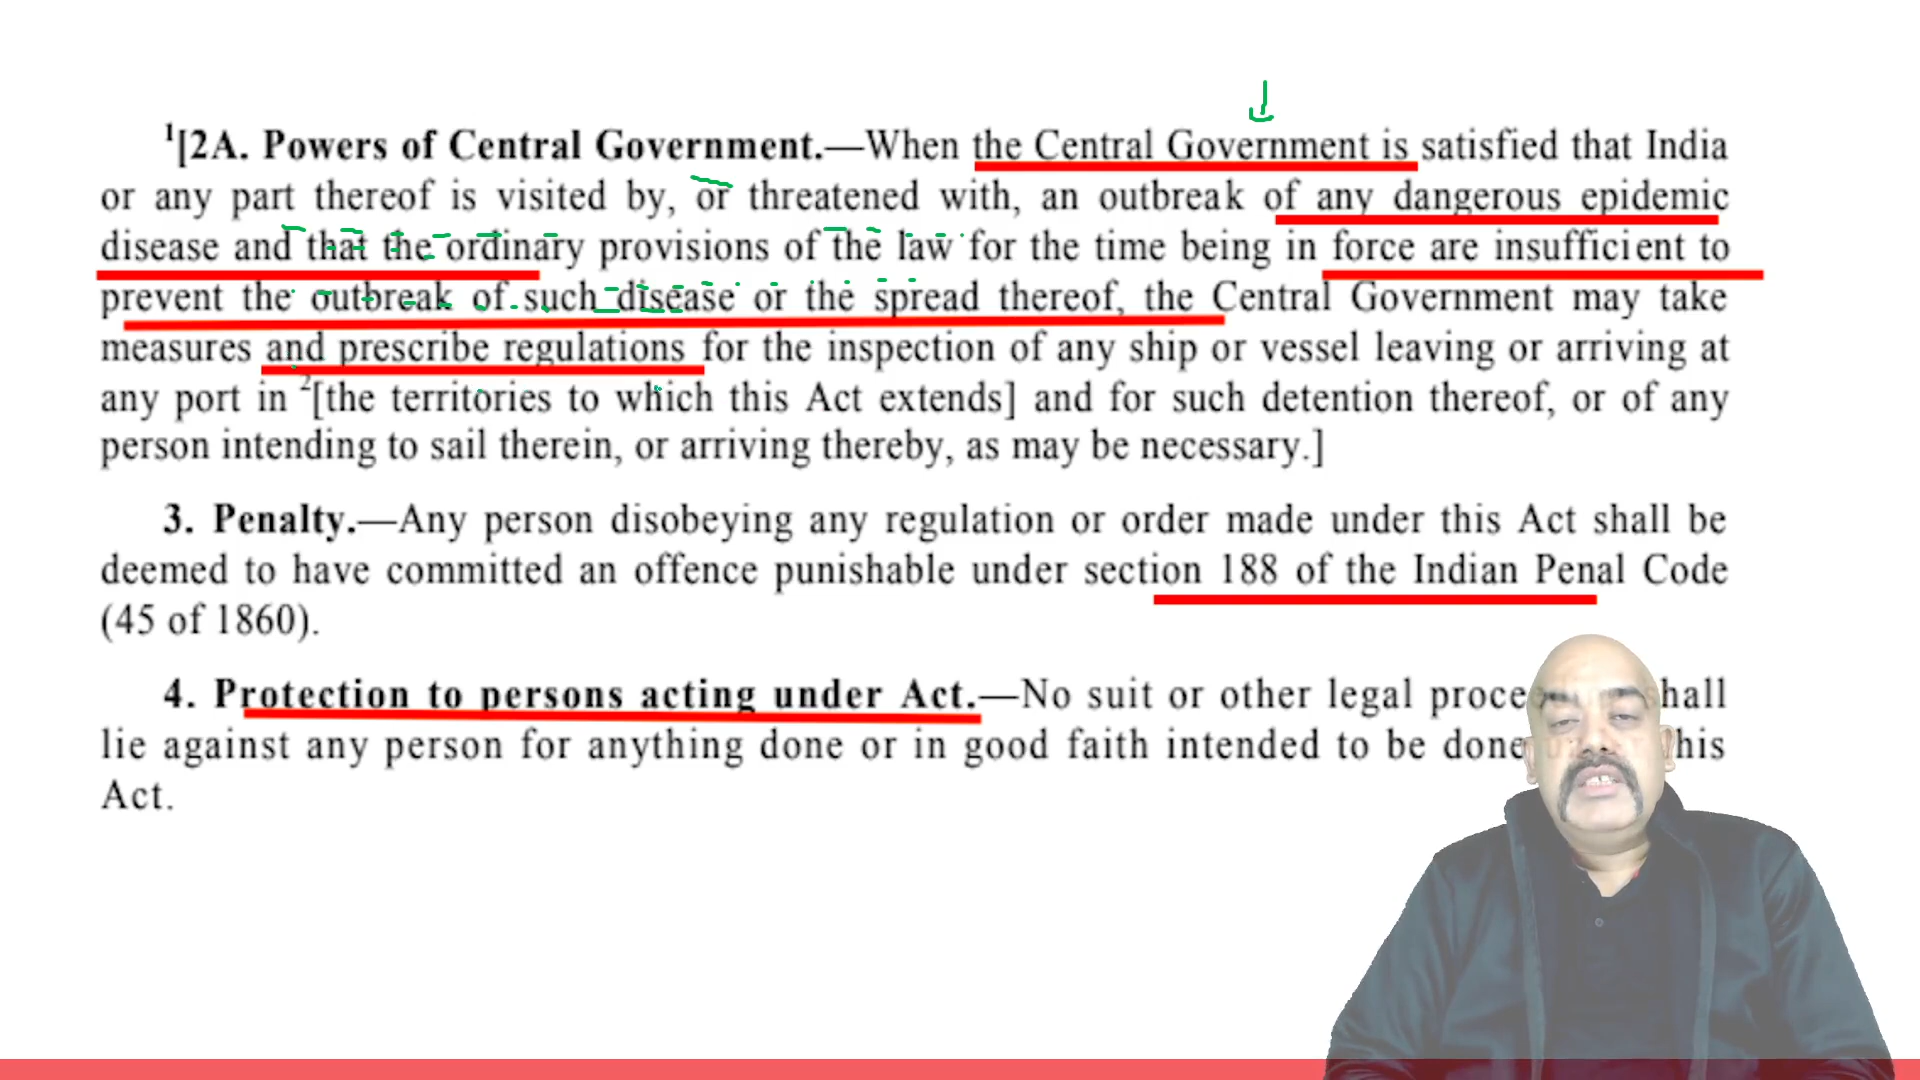 ¹[2A. Powers of Central Government.—When the Central Government is satisfied that India
or any part thereof is visited by, or threatened with, an outbreak of any dangerous epidemic
disease and that the ordinary provisions of the law for the time being in force are insufficient to
prevent the outbreak of such disease or the spread thereof, the Central Government may take
measures and prescribe regulations for the inspection of any ship or vessel leaving or arriving at
any port in ²[the territories to which this Act extends] and for such detention thereof, or of any
person intending to sail therein, or arriving thereby, as may be necessary.]
3. Penalty.—Any person disobeying any regulation or order made under this Act shall be
deemed to have committed an offence punishable under section 188 of the Indian Penal Code
(45 of 1860).
4. Protection to persons acting under Act.—No suit or other legal shall
lie against any person for anything done or in good faith intended to be done this
Act.